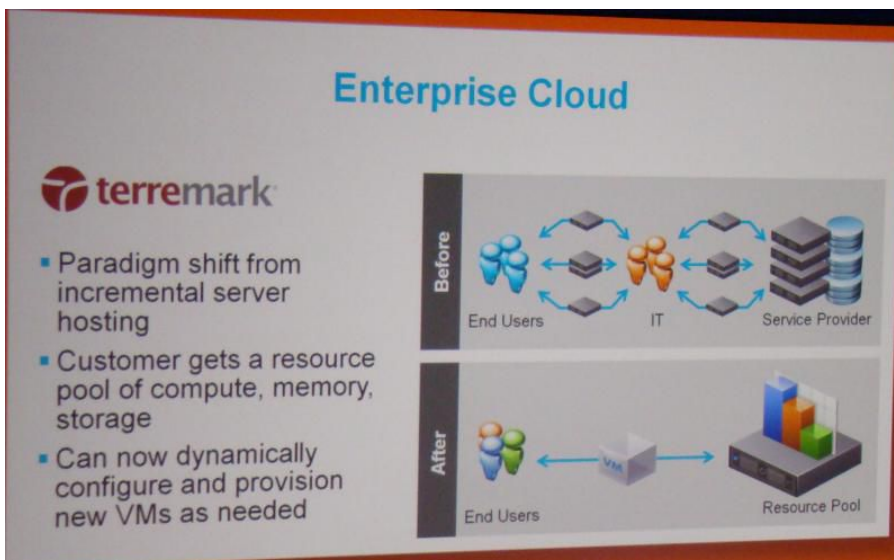 Enterprise Cloud
terremark
Paradigm shift from
incremental server
hosting
Customer gets a resource
pool of compute, memory,
storage
Can now dynamically
configure and provision
new VMs as needed
Before
End Users
IT
Service Provider
After
VM
End Users
Resource Pool